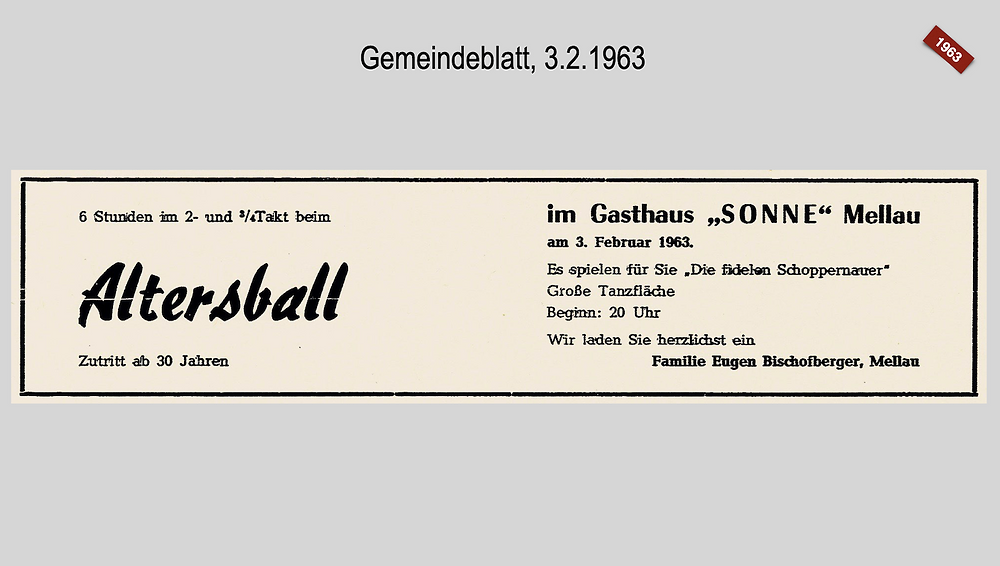 Gemeindeblatt, 3.2.1963
1963
6 Stunden im 2- und ¾Takt beim
Altersball
Zutritt ab 30 Jahren
im Gasthaus „SONNE“ Mellau
am 3. Februar 1963.
Es spielen für Sie „Die fidelen Schoppernauer“
Große Tanzfläche
Beginn: 20 Uhr
Wir laden Sie herzlichst ein
Familie Eugen Bischofberger, Mellau